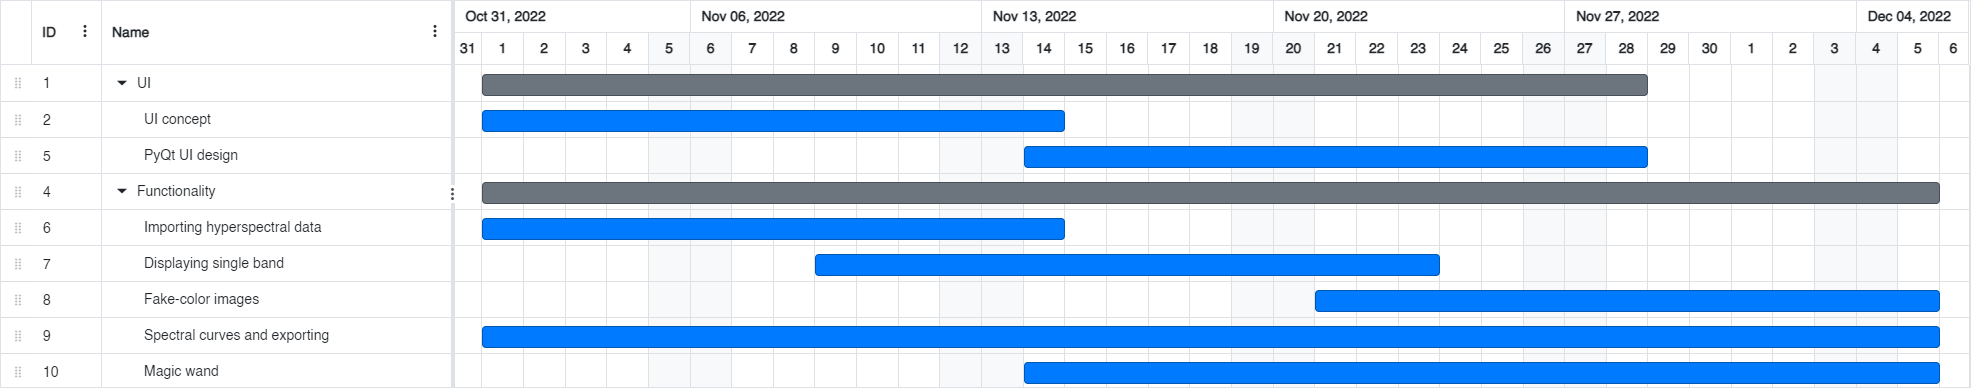 Oct 31, 2022 Nov 06, 2022 Nov 13, 2022 Nov 20, 2022 Nov 27, 2022 Dec 04, 2022
ID Name
31 1 2 3 4 5 6 7 8 9 10 11 12 13 14 15 16 17 18 19 20 21 22 23 24 25 26 27 28 29 30 1 2 3 4 5 6
1 UI
2 UI concept
5 PyQt UI design
4 Functionality
6 Importing hyperspectral data
7 Displaying single band
8 Fake-color images
9 Spectral curves and exporting
10 Magic wand